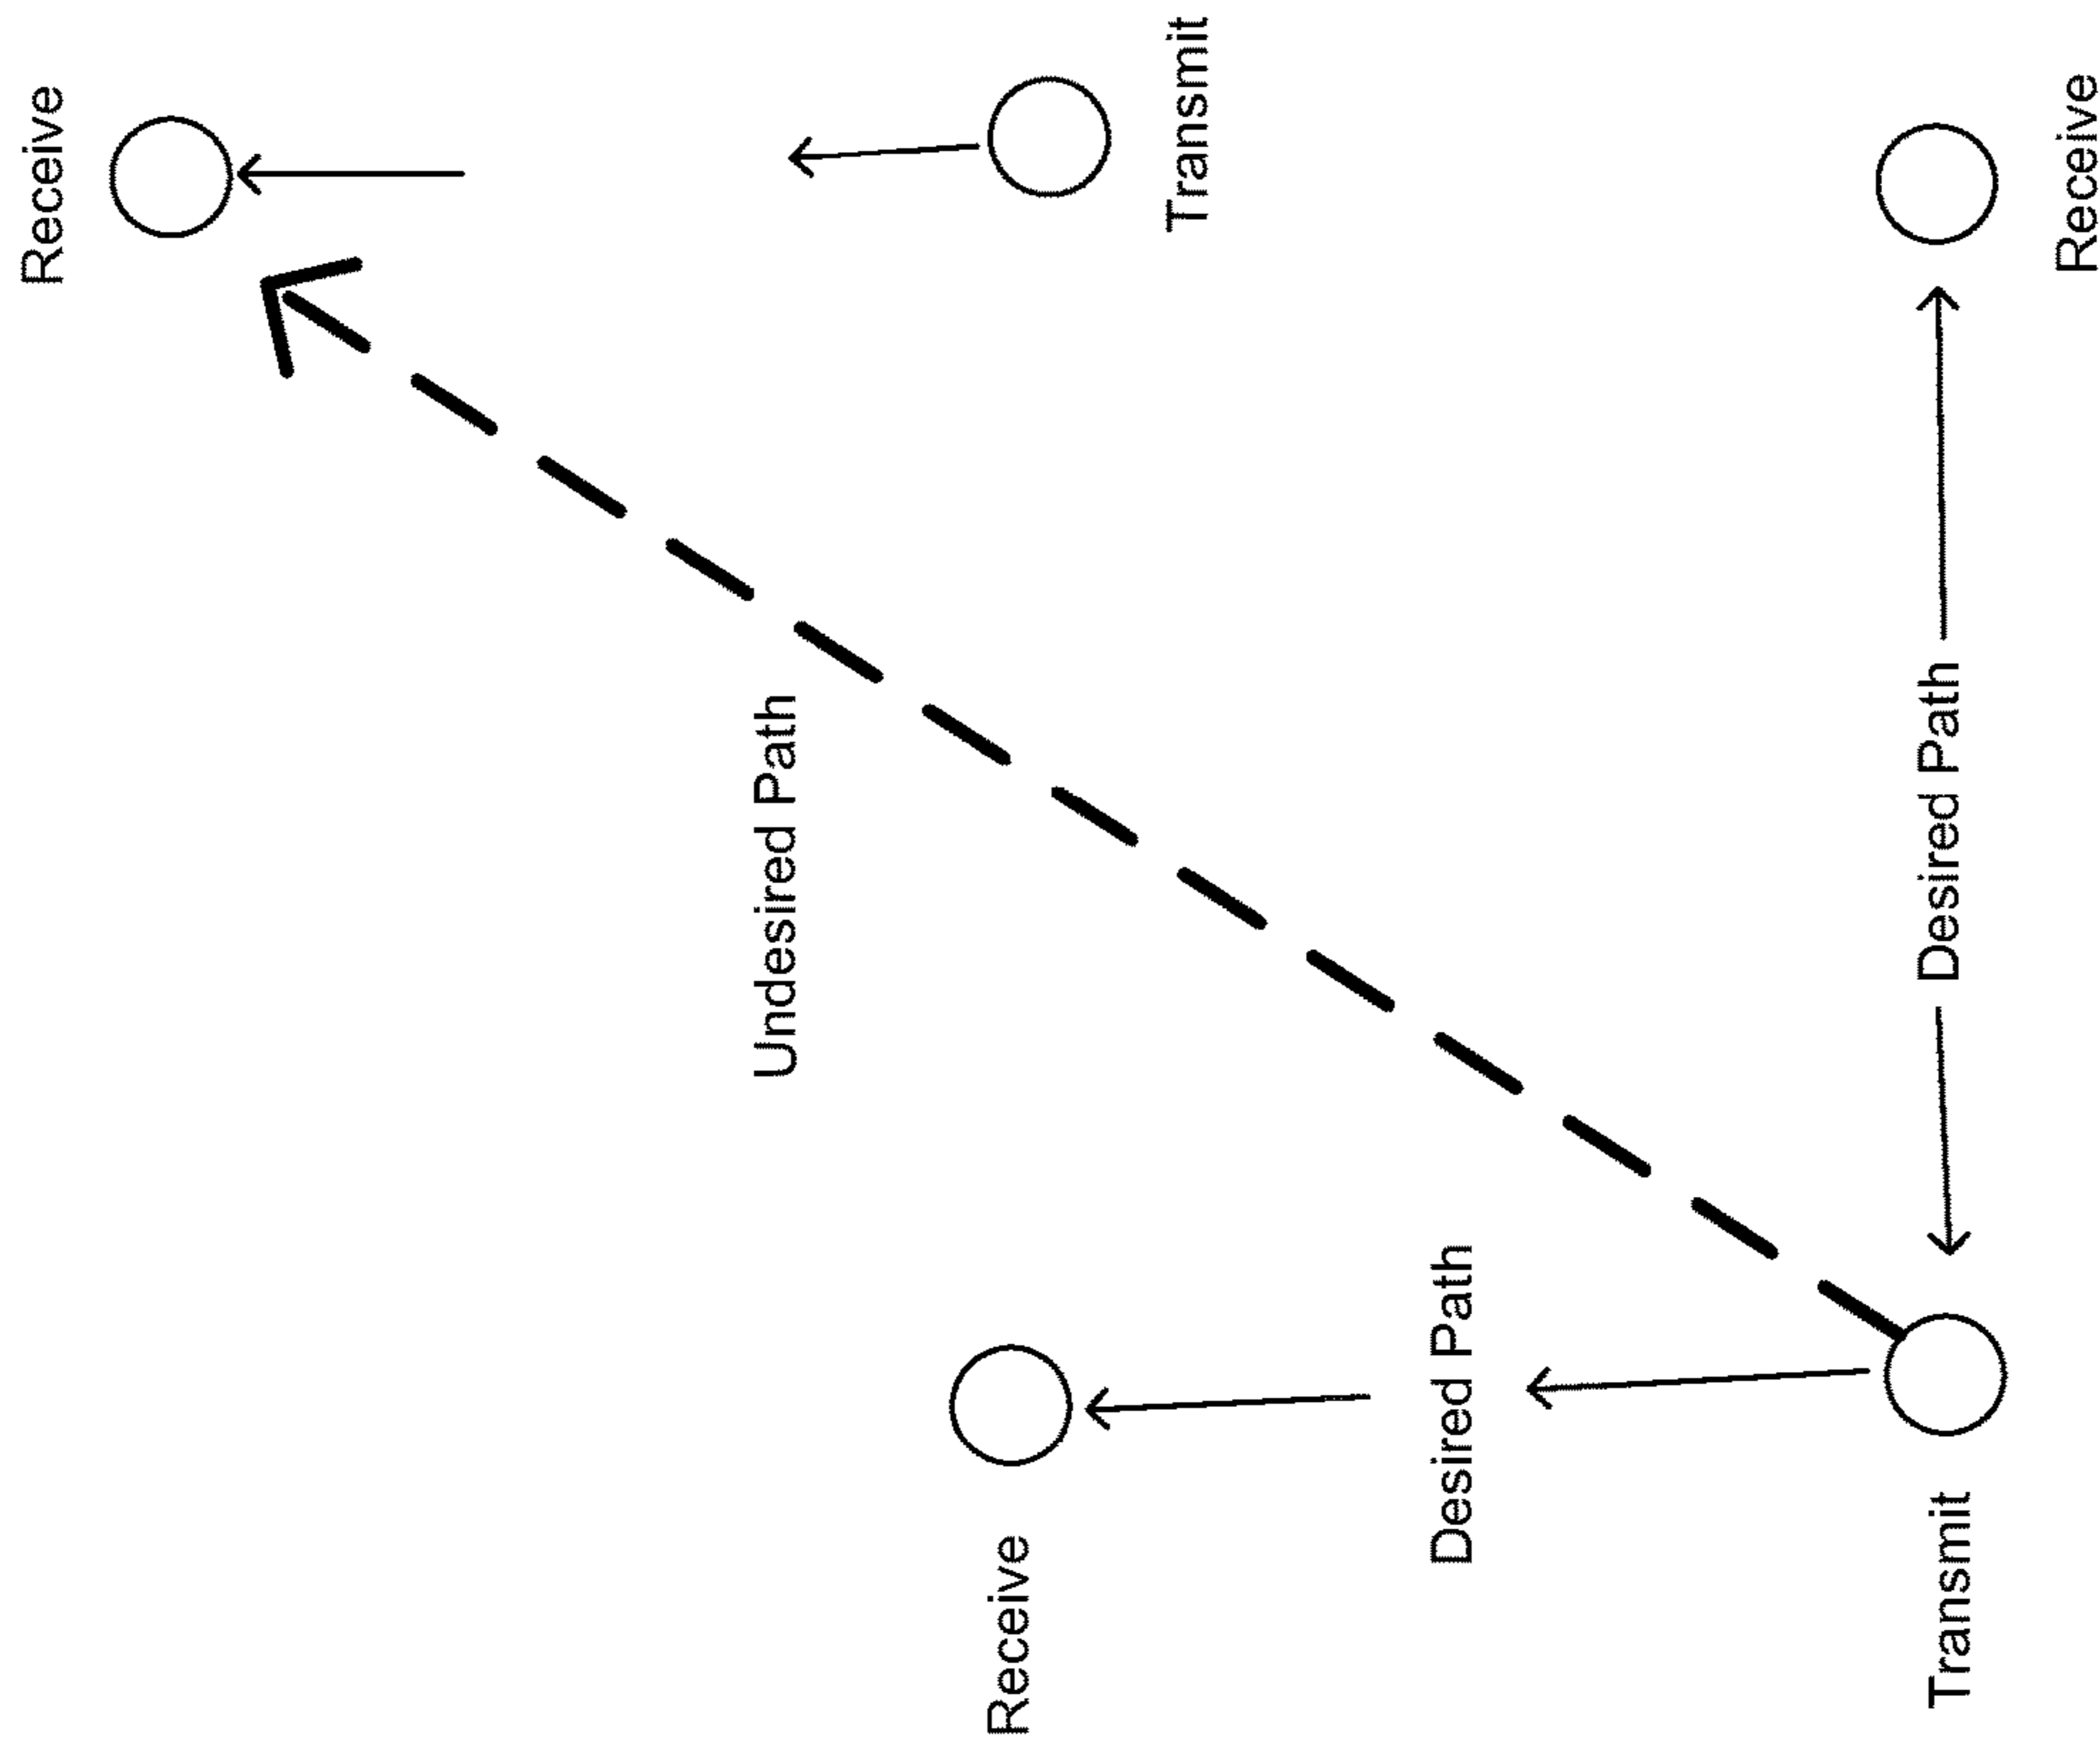 Receive
Undesired Path
Receive
Transmit
Desired Path
Transmit
Desired Path
Receive